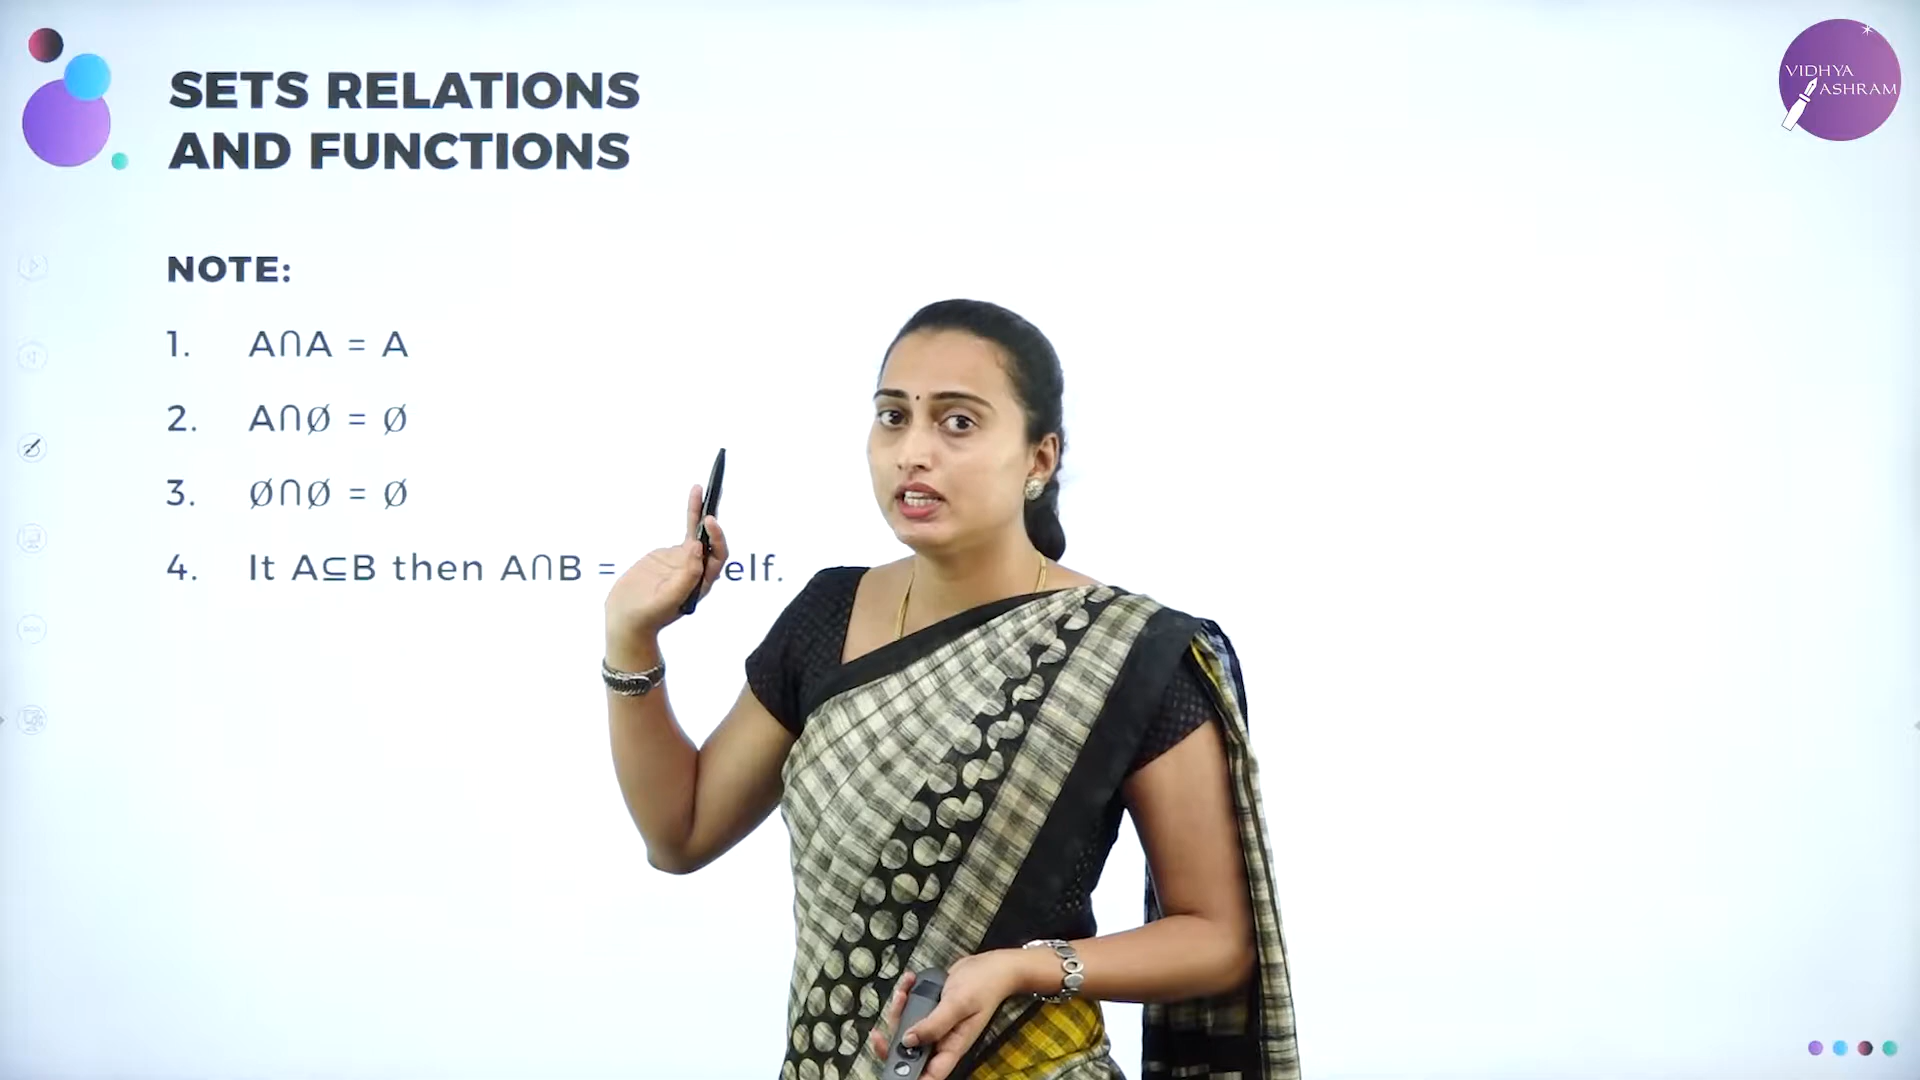 SETS RELATIONS
AND FUNCTIONS
VIDHYA
ASHRAM
NOTE:
1. A∩A = A
2. A∩Ø = Ø
3. Ø∩Ø = Ø
4. It A⊆B then A∩B =